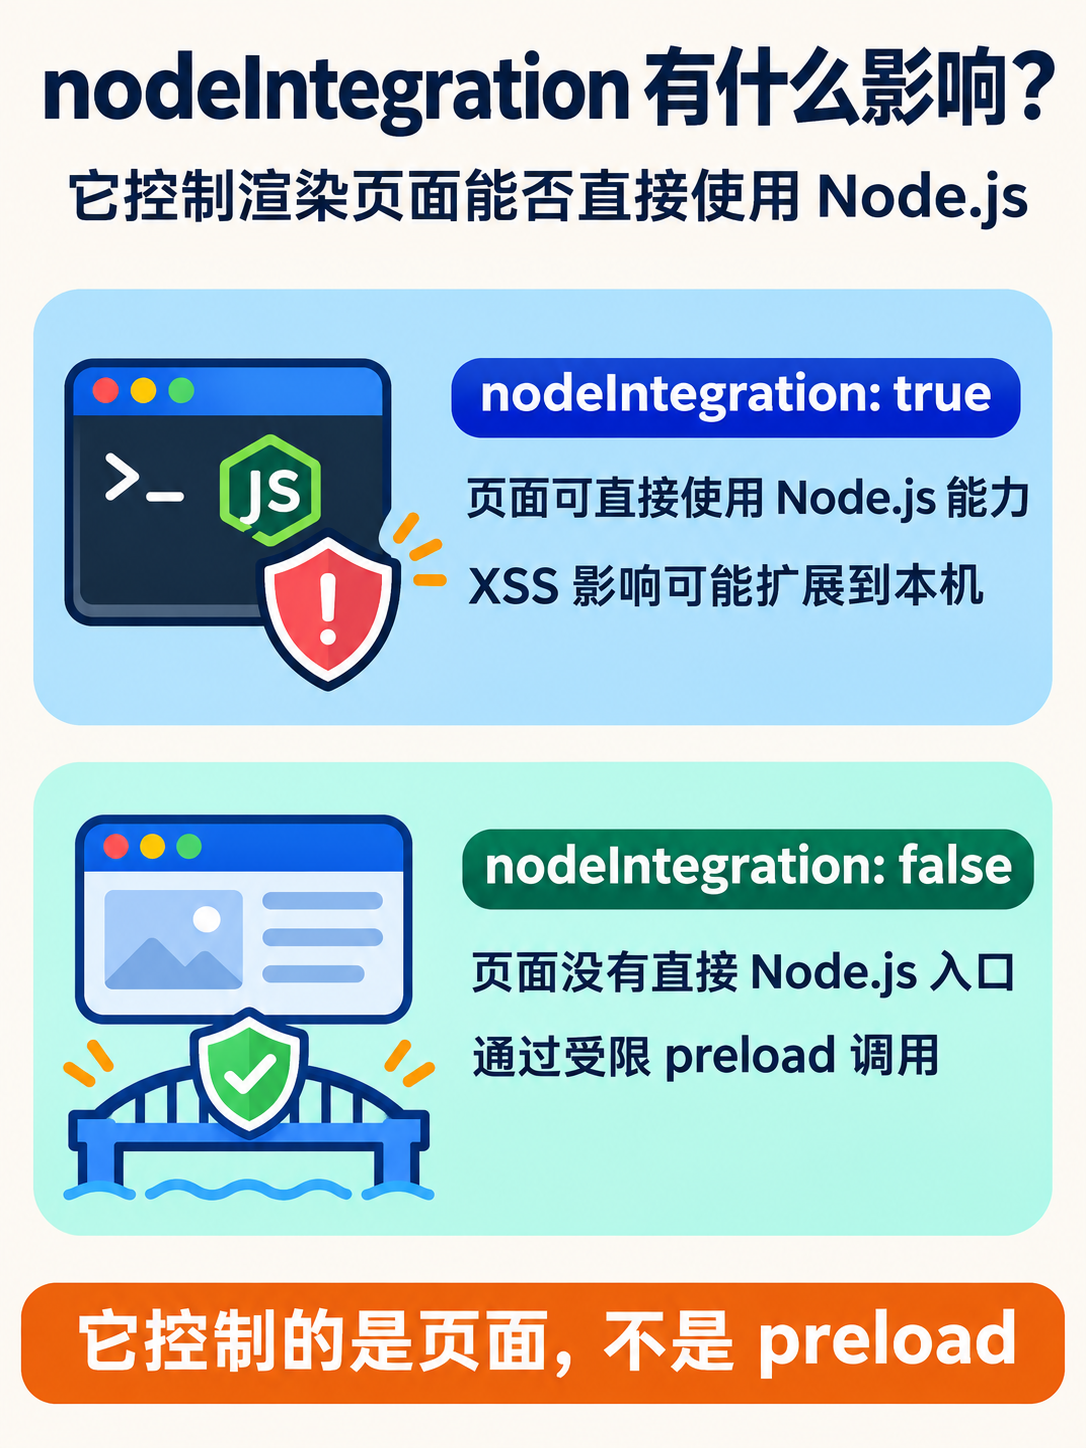 nodeIntegration 有什么影响?
它控制渲染页面能否直接使用 Node.js
nodeIntegration: true
>_ JS
页面可直接使用 Node.js 能力
XSS 影响可能扩展到本机
!
nodeIntegration: false
页面没有直接 Node.js 入口
通过受限 preload 调用
它控制的是页面, 不是 preload